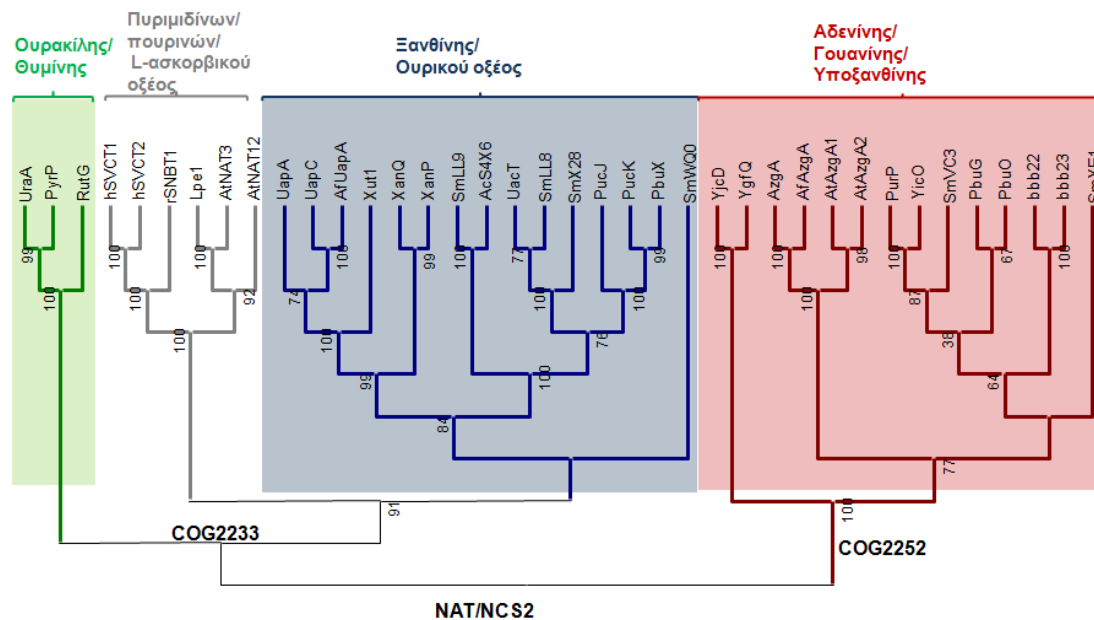 Ουρακίλης/
Θυμίνης
Πυριμιδίνων/
πουρινών/
L-ασκορβικού
οξέος
Ξανθίνης/
Ουρικού οξέος
Αδενίνης/
Γουανίνης/
Υποξανθίνης
UraA
PyrP
RutG
hSVCT1
hSVCT2
rSNBT1
Lpe1
AtNAT3
AtNAT12
UapA
UapC
AfUapA
Xut1
XanQ
XanP
SmLL9
AcS4X6
UacT
SmLL8
SmX28
PucJ
PucK
PbuX
SmWQ0
YjcD
YgfQ
AzgA
AfAzgA
AtAzgA1
AtAzgA2
PurP
YicO
SmVC3
PbuG
PbuO
bbb22
bbb23
99
100
100
100
100
92
100
74
100
100
99
99
84
100
77
100
76
100
99
100
91
100
100
98
100
87
38
67
64
100
77
100
COG2233
COG2252
NAT/NCS2